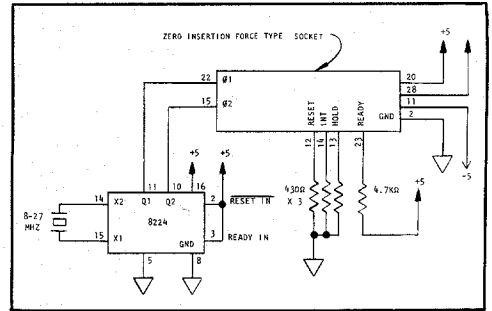 ZERO INSERTION FORCE TYPE SOCKET
+5
22 Ø1 20
28
15 Ø2 11
GND 2
RESET INT HOLD READY
12 14 13 23
+5 +5
-5
430Ω X 3 4.7KΩ +5
11 10 16
14 X2 Q1 Q2 2 RESET IN
8-27 MHZ
8224
15 X1 GND 3 READY IN
5 8